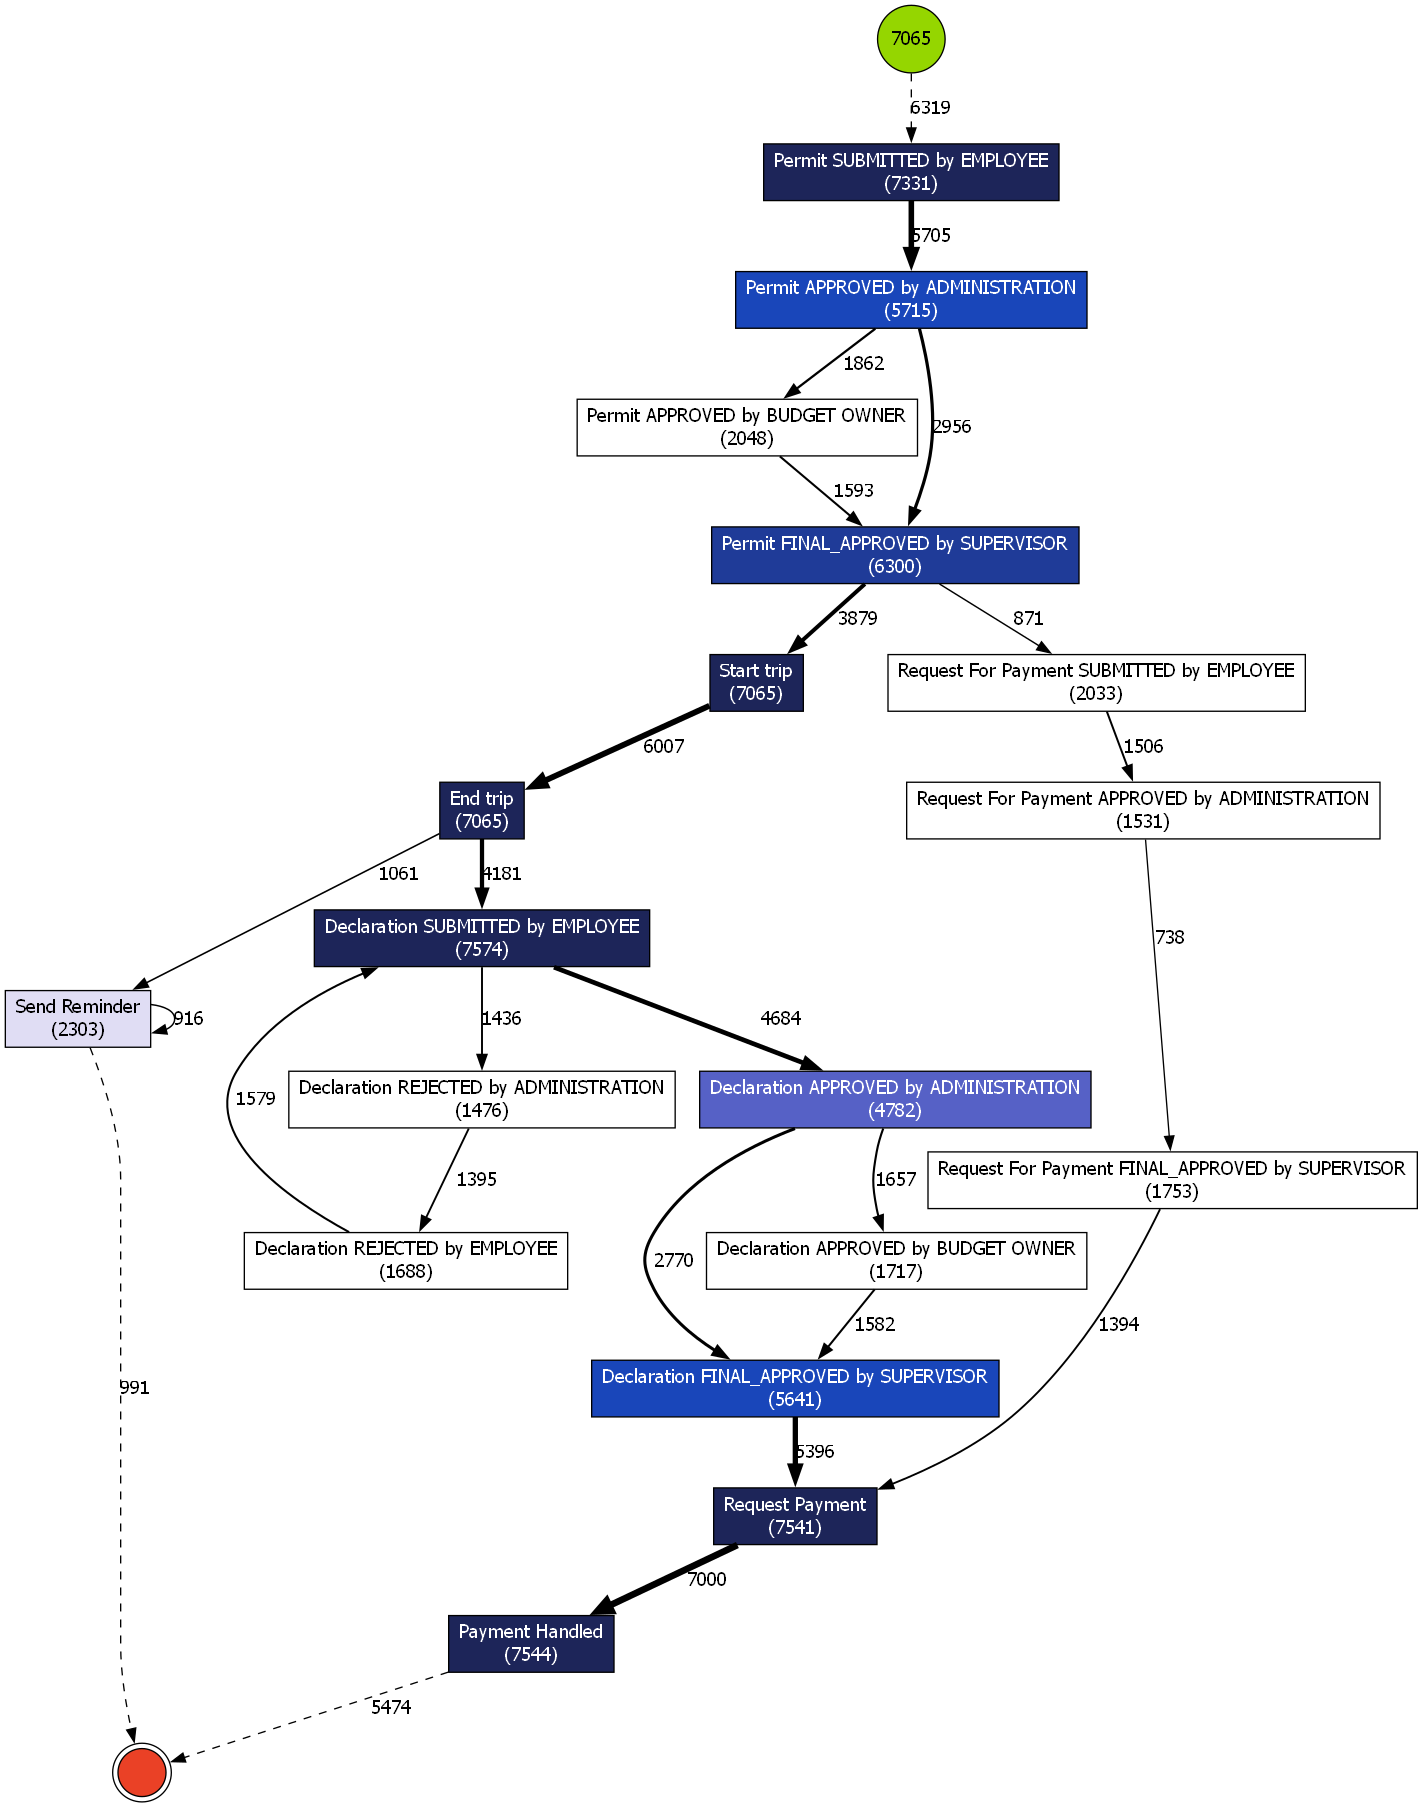 7065
6319
Permit SUBMITTED by EMPLOYEE
(7331)
5705
Permit APPROVED by ADMINISTRATION
(5715)
1862
Permit APPROVED by BUDGET OWNER
(2048)
2956
1593
Permit FINAL_APPROVED by SUPERVISOR
(6300)
3879
871
Start trip
(7065)
Request For Payment SUBMITTED by EMPLOYEE
(2033)
6007
1506
End trip
(7065)
Request For Payment APPROVED by ADMINISTRATION
(1531)
1061
4181
Declaration SUBMITTED by EMPLOYEE
(7574)
738
Send Reminder
(2303)
916
1436
4684
1579
Declaration REJECTED by ADMINISTRATION
(1476)
Declaration APPROVED by ADMINISTRATION
(4782)
1395
1657
Request For Payment FINAL_APPROVED by SUPERVISOR
(1753)
Declaration REJECTED by EMPLOYEE
(1688)
2770
Declaration APPROVED by BUDGET OWNER
(1717)
1582
1394
991
Declaration FINAL_APPROVED by SUPERVISOR
(5641)
5396
Request Payment
(7541)
7000
Payment Handled
(7544)
5474